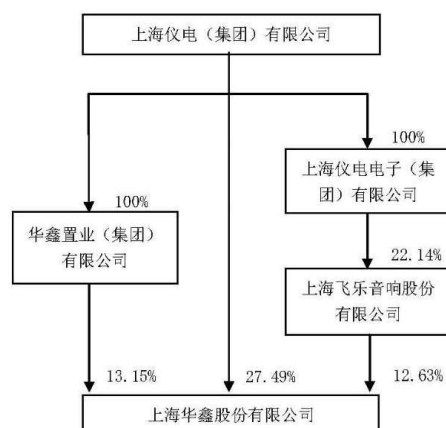 上海仪电（集团）有限公司
100%
上海仪电电子（集
团）有限公司
100%
华鑫置业（集团）
有限公司
22.14%
上海飞乐音响股份
有限公司
13.15%
27.49%
12.63%
上海华鑫股份有限公司